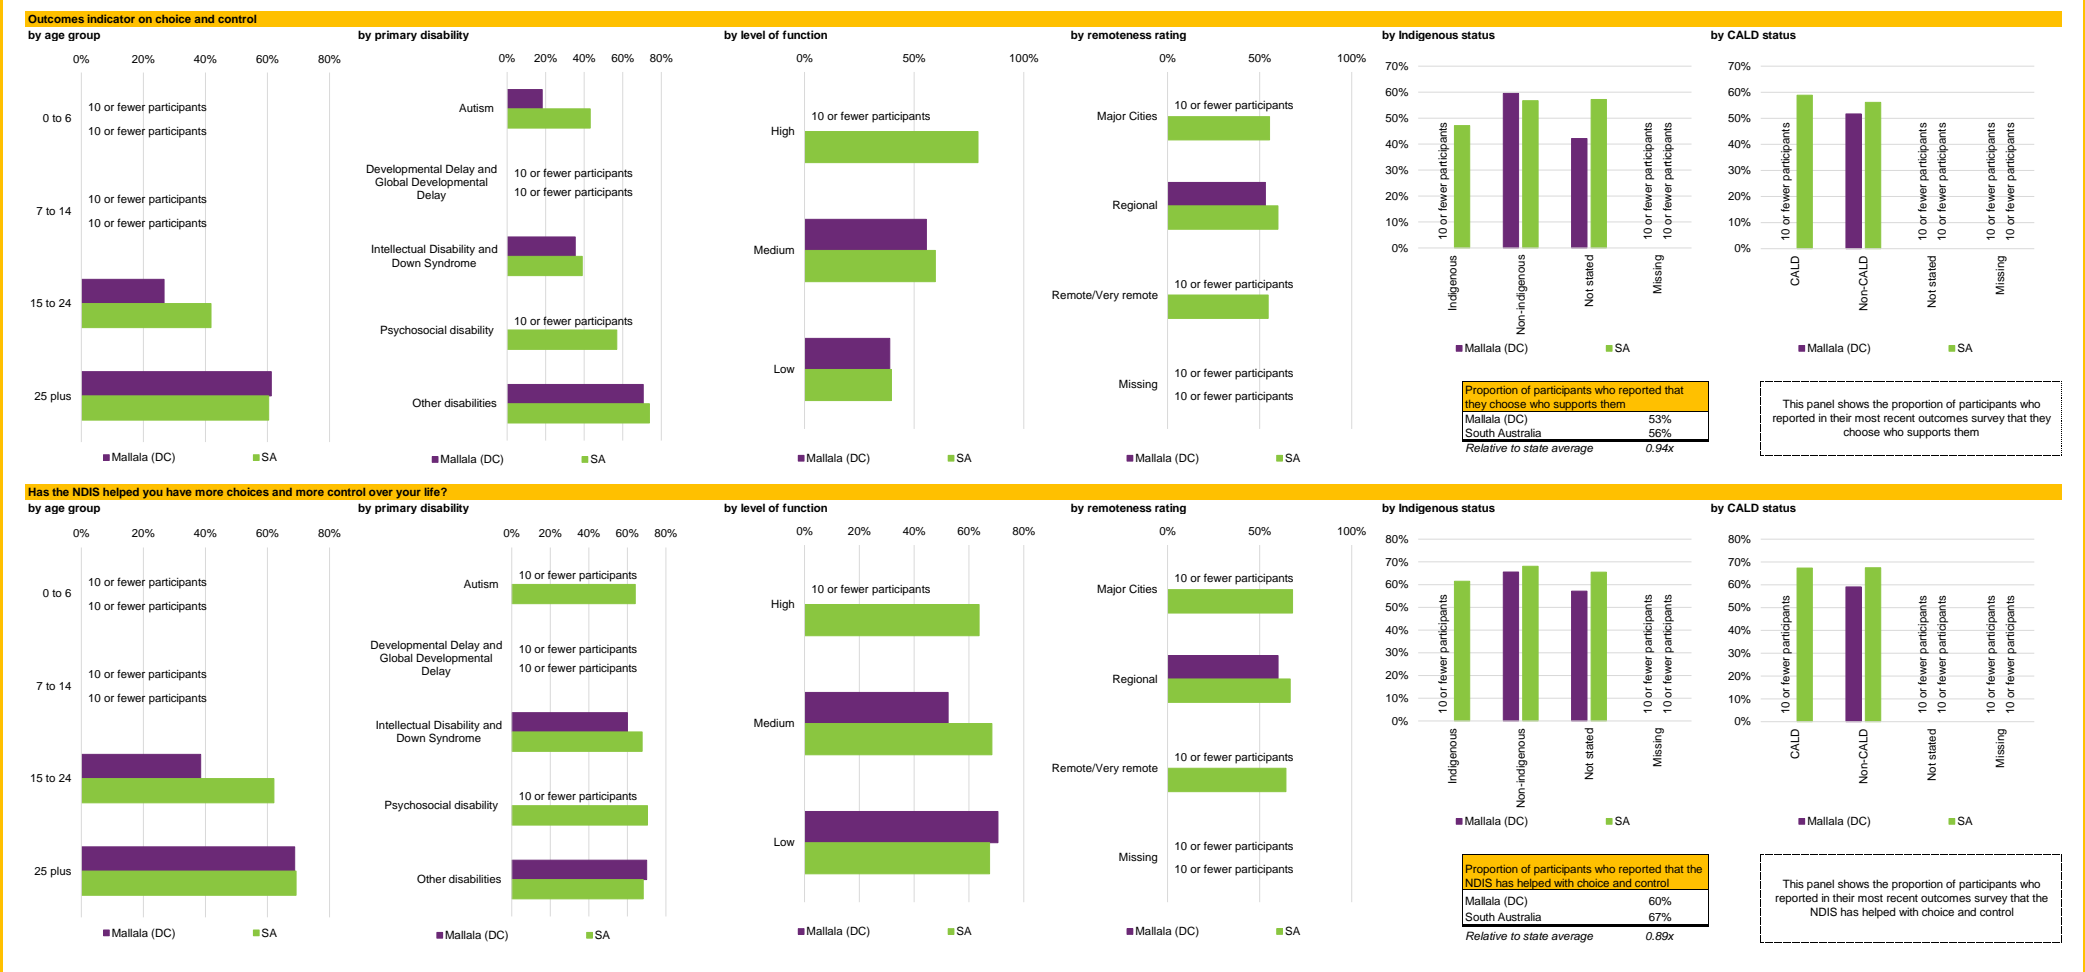 Outcomes indicator on choice and control
by age group
0% 20% 40% 60% 80%
0 to 6
10 or fewer participants
10 or fewer participants
7 to 14
10 or fewer participants
10 or fewer participants
15 to 24
25 plus
Mallala (DC) SA
by primary disability
0% 20% 40% 60% 80%
Autism
Developmental Delay and
Global Developmental
Delay
10 or fewer participants
10 or fewer participants
Intellectual Disability and
Down Syndrome
Psychosocial disability
10 or fewer participants
Other disabilities
Mallala (DC) SA
by level of function
0% 50% 100%
High
10 or fewer participants
Medium
Low
Mallala (DC) SA
by remoteness rating
0% 50% 100%
Major Cities
10 or fewer participants
Regional
Remote/Very remote
10 or fewer participants
Missing
10 or fewer participants
10 or fewer participants
Mallala (DC) SA
by Indigenous status
70%
60%
50%
40%
30%
20%
10%
0%
10 or fewer participants
10 or fewer participants
10 or fewer participants
Indigenous
Non-indigenous
Not stated
Missing
Mallala (DC) SA
by CALD status
70%
60%
50%
40%
30%
20%
10%
0%
10 or fewer participants
10 or fewer participants
10 or fewer participants
10 or fewer participants
10 or fewer participants
CALD
Non-CALD
Not stated
Missing
Mallala (DC) SA
Proportion of participants who reported that
they choose who supports them
Mallala (DC) 53%
South Australia 56%
Relative to state average 0.94x
This panel shows the proportion of participants who
reported in their most recent outcomes survey that they
choose who supports them
Has the NDIS helped you have more choices and more control over your life?
by age group
0% 20% 40% 60% 80%
0 to 6
10 or fewer participants
10 or fewer participants
7 to 14
10 or fewer participants
10 or fewer participants
15 to 24
25 plus
Mallala (DC) SA
by primary disability
0% 20% 40% 60% 80%
Autism
10 or fewer participants
Developmental Delay and
Global Developmental
Delay
10 or fewer participants
10 or fewer participants
Intellectual Disability and
Down Syndrome
Psychosocial disability
10 or fewer participants
Other disabilities
Mallala (DC) SA
by level of function
0% 20% 40% 60% 80%
High
10 or fewer participants
Medium
Low
Mallala (DC) SA
by remoteness rating
0% 50% 100%
Major Cities
10 or fewer participants
Regional
Remote/Very remote
10 or fewer participants
Missing
10 or fewer participants
10 or fewer participants
Mallala (DC) SA
by Indigenous status
80%
70%
60%
50%
40%
30%
20%
10%
0%
10 or fewer participants
10 or fewer participants
10 or fewer participants
Indigenous
Non-indigenous
Not stated
Missing
Mallala (DC) SA
by CALD status
80%
70%
60%
50%
40%
30%
20%
10%
0%
10 or fewer participants
10 or fewer participants
10 or fewer participants
10 or fewer participants
10 or fewer participants
CALD
Non-CALD
Not stated
Missing
Mallala (DC) SA
Proportion of participants who reported that the
NDIS has helped with choice and control
Mallala (DC) 60%
South Australia 67%
Relative to state average 0.89x
This panel shows the proportion of participants who
reported in their most recent outcomes survey that the
NDIS has helped with choice and control